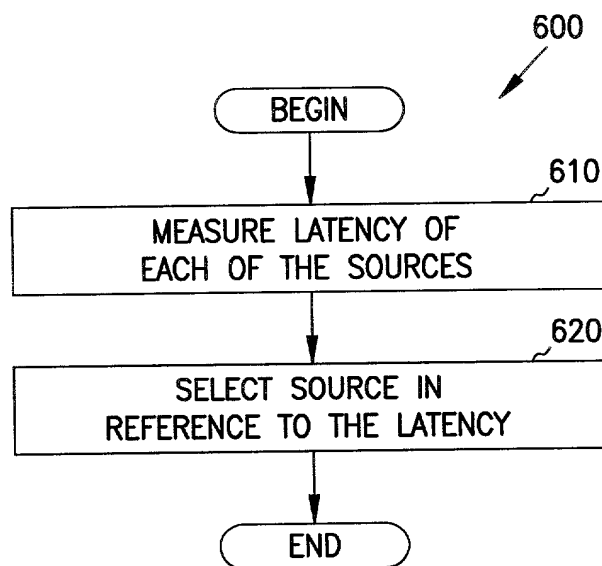 600
BEGIN
610
MEASURE LATENCY OF
EACH OF THE SOURCES
620
SELECT SOURCE IN
REFERENCE TO THE LATENCY
END